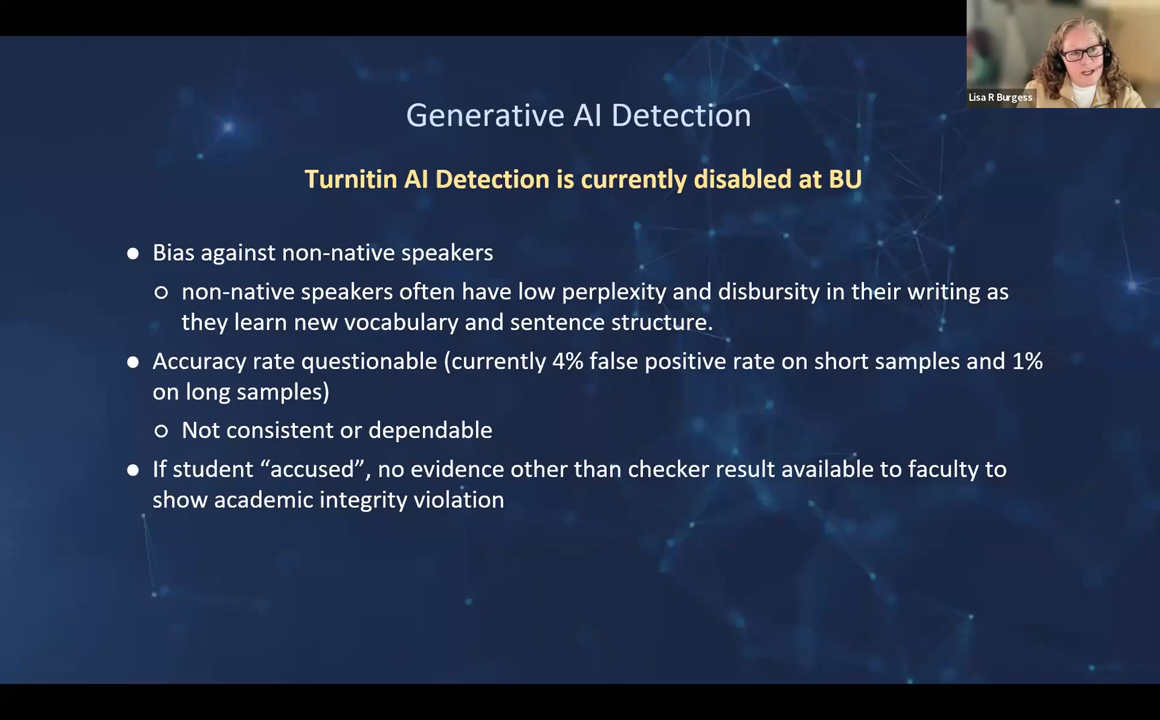 Lisa R Burgess
Generative AI Detection
Turnitin AI Detection is currently disabled at BU
● Bias against non-native speakers
○ non-native speakers often have low perplexity and disbursity in their writing as
they learn new vocabulary and sentence structure.
● Accuracy rate questionable (currently 4% false positive rate on short samples and 1%
on long samples)
○ Not consistent or dependable
● If student “accused”, no evidence other than checker result available to faculty to
show academic integrity violation